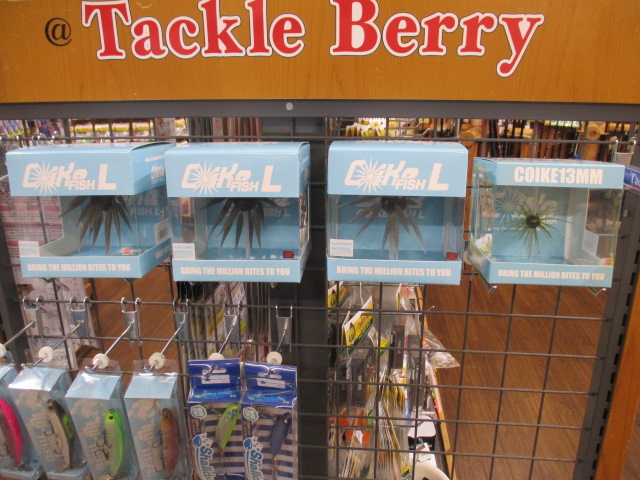 @ Tackle Berry
Coike FISH L
BRING THE MILLION BITES TO YOU
Coike FISH L
BRING THE MILLION BITES TO YOU
Coike FISH L
BRING THE MILLION BITES TO YOU
COIKE13MM
BRING THE MILLION BITES TO YOU